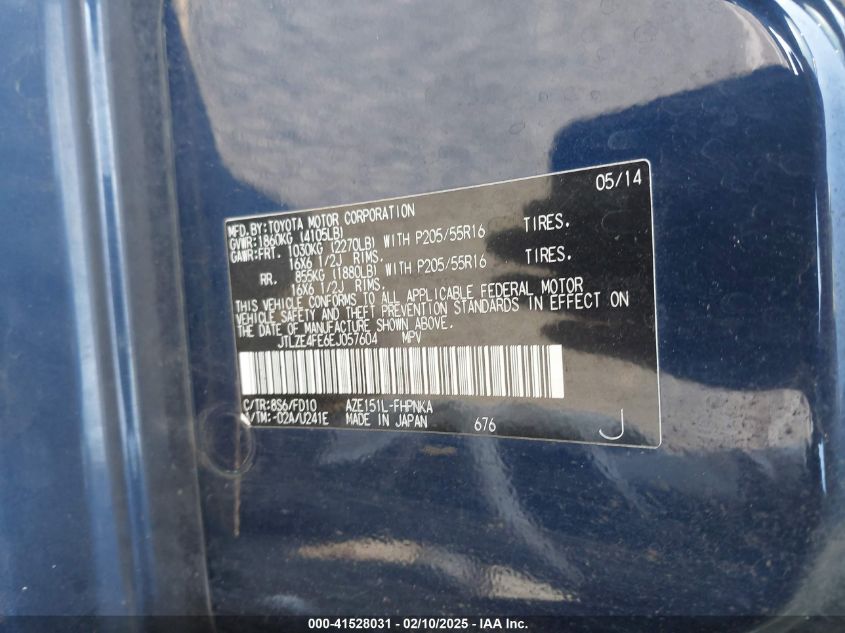 05/14
MFD.BY:TOYOTA MOTOR CORPORATION
GVWR:1860KG (4105LB)
GAWR:FRT. 1030KG (2270LB) WITH P205/55R16 TIRES.
16X6 1/2J RIMS.
RR. 855KG (1880LB) WITH P205/55R16 TIRES.
16X6 1/2J RIMS.
THIS VEHICLE CONFORMS TO ALL APPLICABLE FEDERAL MOTOR
VEHICLE SAFETY AND THEFT PREVENTION STANDARDS IN EFFECT ON
THE DATE OF MANUFACTURE SHOWN ABOVE.
JTLZE4FE6EJ057604 MPV
C/TR:8S6/FD10 AZE151L-FHPNKA
A/TM:-02A/U241E MADE IN JAPAN 676
J
000-41528031 - 02/10/2025 - IAA Inc.